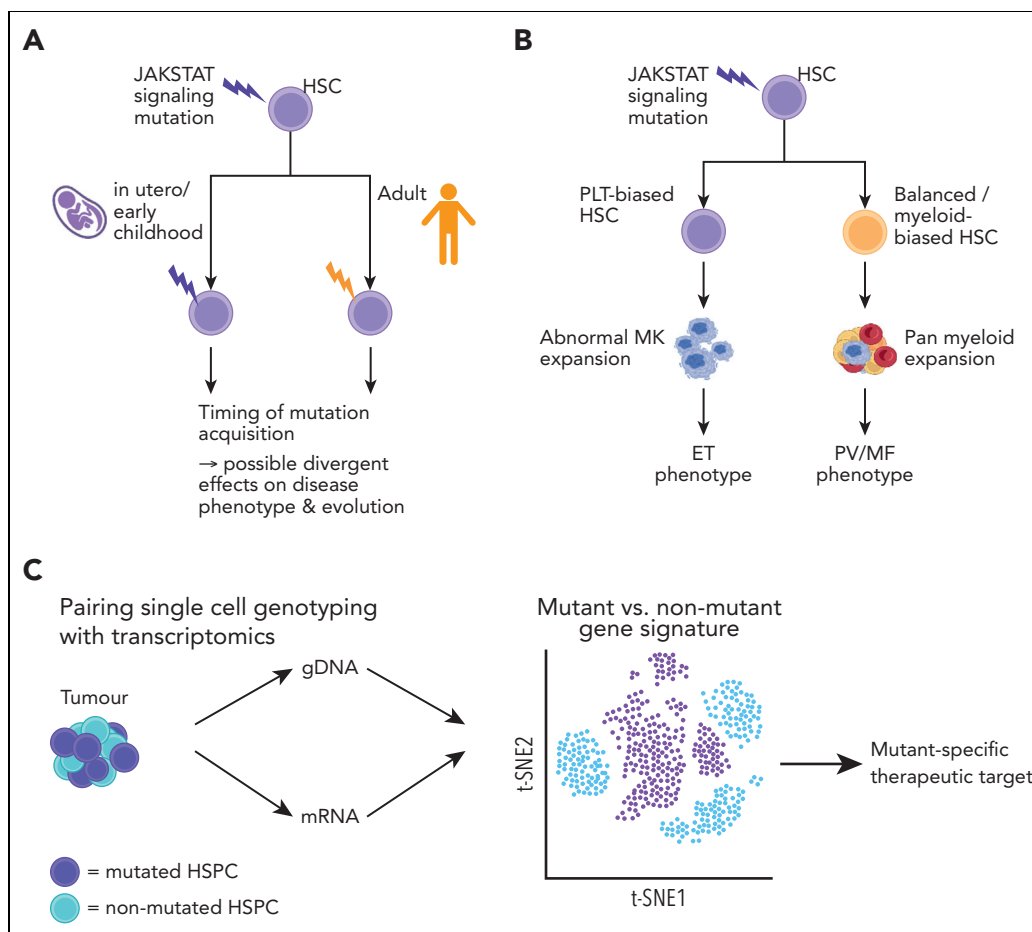 A
JAKSTAT
signaling
mutation
HSC
in utero/
early
childhood
Adult
Timing of mutation
acquisition
→ possible divergent
effects on disease
phenotype & evolution
B
JAKSTAT
signaling
mutation
HSC
PLT-biased
HSC
Balanced /
myeloid-
biased HSC
Abnormal MK
expansion
Pan myeloid
expansion
ET
phenotype
PV/MF
phenotype
C
Pairing single cell genotyping
with transcriptomics
Tumour
gDNA
mRNA
= mutated HSPC
= non-mutated HSPC
Mutant vs. non-mutant
gene signature
t-SNE2
t-SNE1
Mutant-specific
therapeutic target